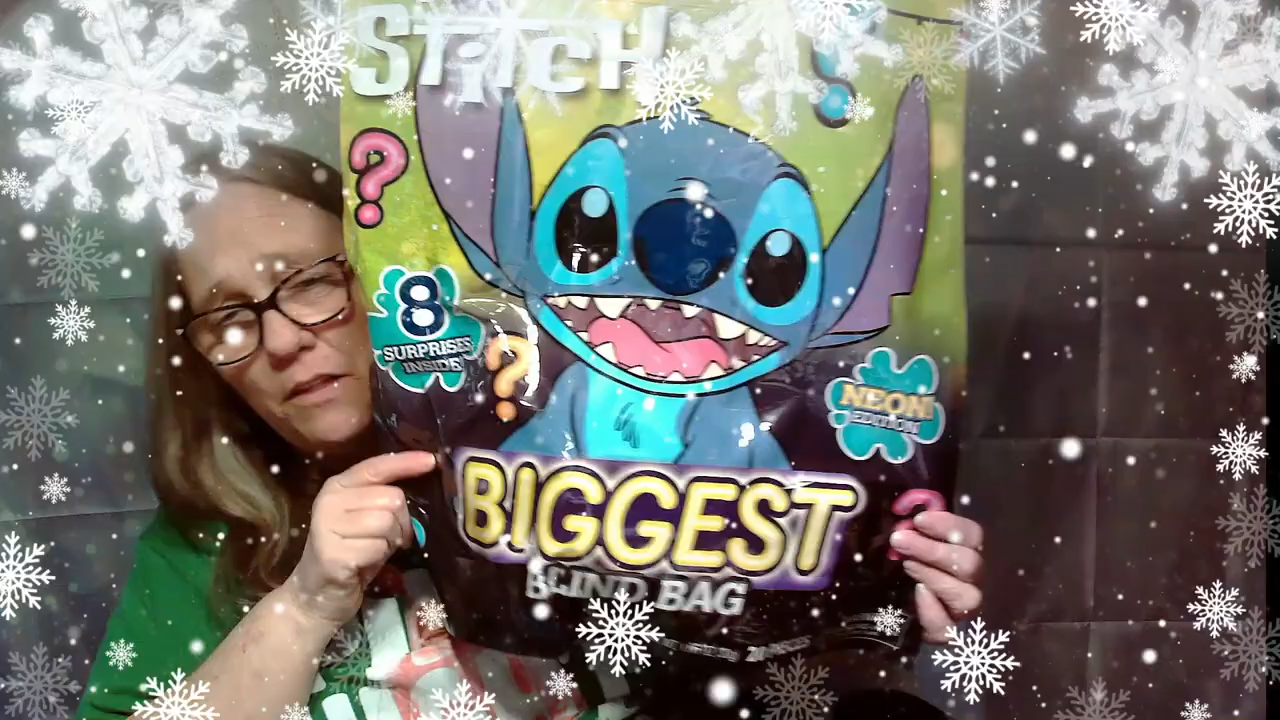 STiTCH
?
?
8
SURPRISES
INSIDE
?
NEON!
EDITION
BIGGEST
?
BLIND BAG